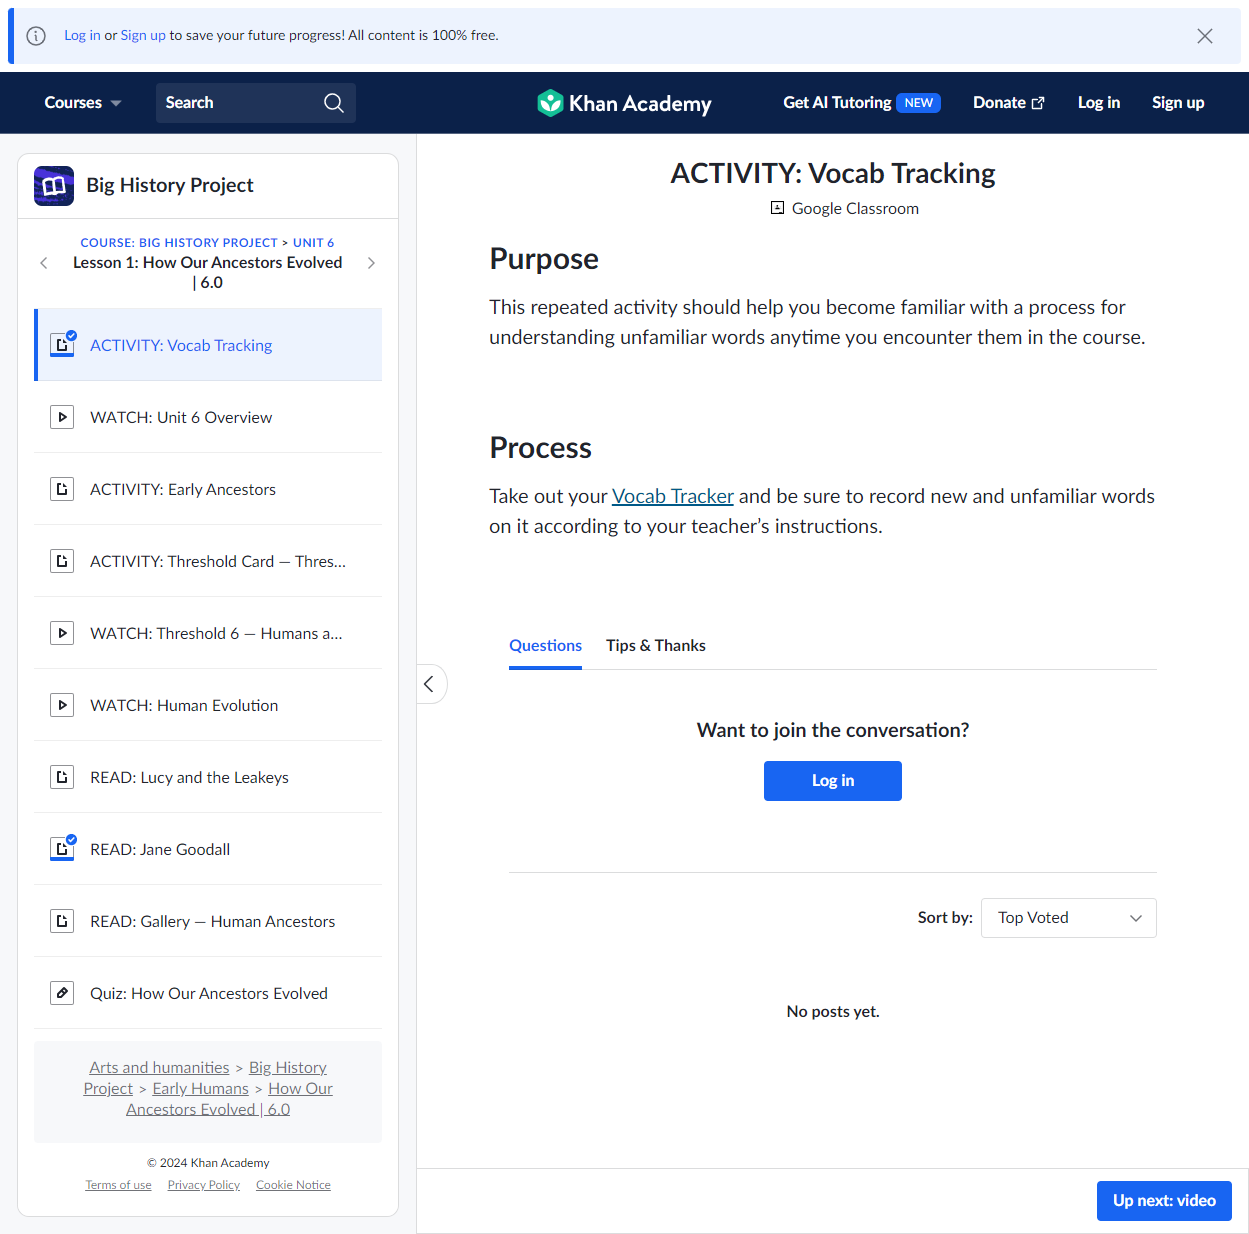 Log in or Sign up to save your future progress! All content is 100% free.
Courses
Search
Khan Academy
Get AI Tutoring NEW
Donate
Log in
Sign up
Big History Project
COURSE: BIG HISTORY PROJECT > UNIT 6
Lesson 1: How Our Ancestors Evolved
| 6.0
ACTIVITY: Vocab Tracking
WATCH: Unit 6 Overview
ACTIVITY: Early Ancestors
ACTIVITY: Threshold Card — Thres...
WATCH: Threshold 6 — Humans a...
WATCH: Human Evolution
READ: Lucy and the Leakeys
READ: Jane Goodall
READ: Gallery — Human Ancestors
Quiz: How Our Ancestors Evolved
Arts and humanities > Big History
Project > Early Humans > How Our
Ancestors Evolved | 6.0
© 2024 Khan Academy
Terms of use Privacy Policy Cookie Notice
ACTIVITY: Vocab Tracking
Google Classroom
Purpose
This repeated activity should help you become familiar with a process for
understanding unfamiliar words anytime you encounter them in the course.
Process
Take out your Vocab Tracker and be sure to record new and unfamiliar words
on it according to your teacher’s instructions.
Questions
Tips & Thanks
Want to join the conversation?
Log in
Sort by: Top Voted
No posts yet.
Up next: video